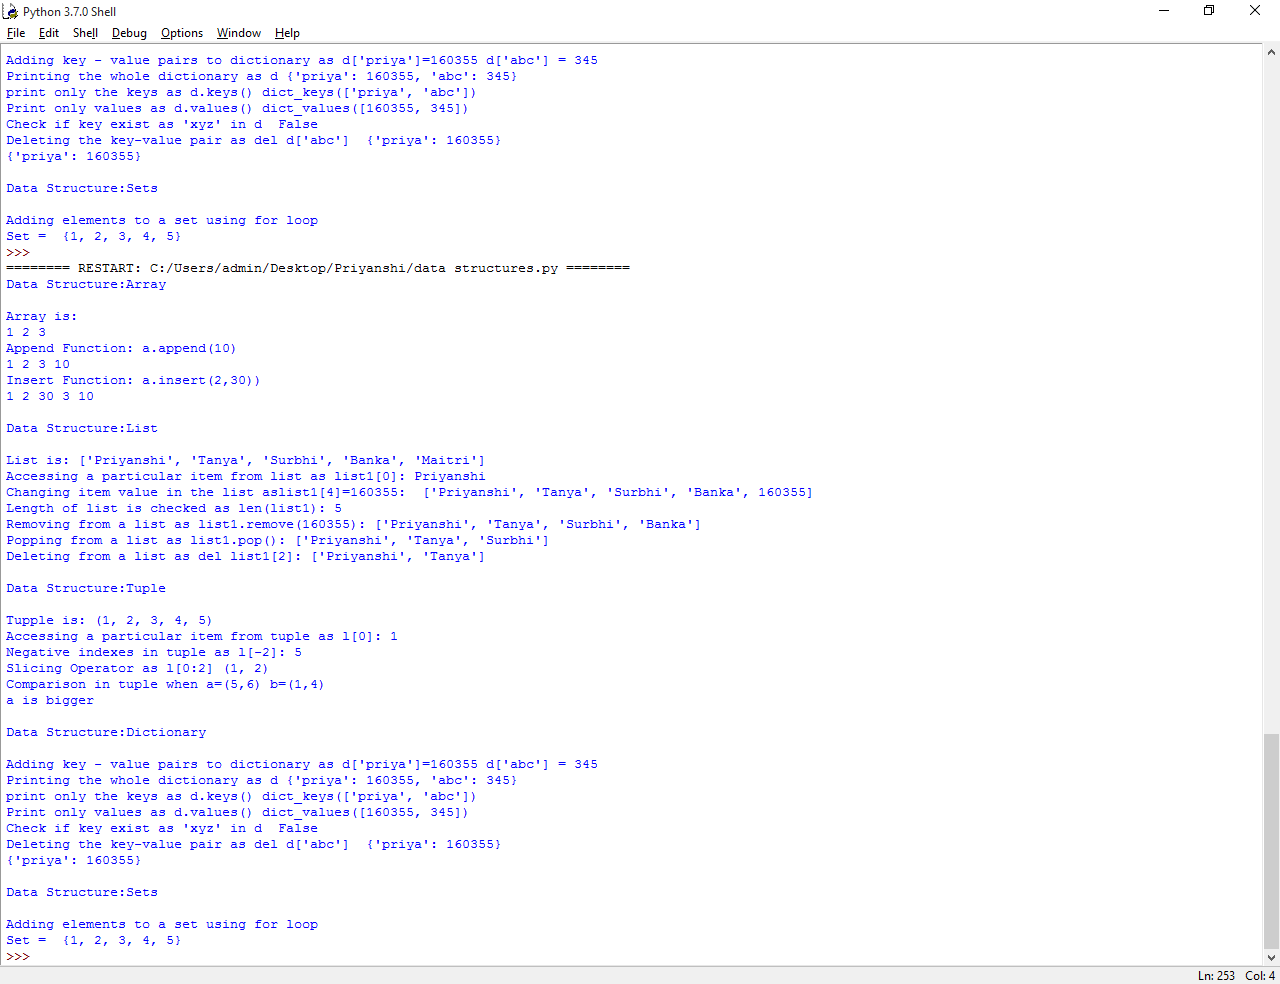 Python 3.7.0 Shell
File Edit Shell Debug Options Window Help
Adding key - value pairs to dictionary as d['priya']=160355 d['abc'] = 345
Printing the whole dictionary as d {'priya': 160355, 'abc': 345}
print only the keys as d.keys() dict_keys(['priya', 'abc'])
Print only values as d.values() dict_values([160355, 345])
Check if key exist as 'xyz' in d  False
Deleting the key-value pair as del d['abc']  {'priya': 160355}
{'priya': 160355}
Data Structure:Sets
Adding elements to a set using for loop
Set =  {1, 2, 3, 4, 5}
>>>
======== RESTART: C:/Users/admin/Desktop/Priyanshi/data structures.py ========
Data Structure:Array
Array is:
1 2 3
Append Function: a.append(10)
1 2 3 10
Insert Function: a.insert(2,30))
1 2 30 3 10
Data Structure:List
List is: ['Priyanshi', 'Tanya', 'Surbhi', 'Banka', 'Maitri']
Accessing a particular item from list as list1[0]: Priyanshi
Changing item value in the list aslist1[4]=160355:  ['Priyanshi', 'Tanya', 'Surbhi', 'Banka', 160355]
Length of list is checked as len(list1): 5
Removing from a list as list1.remove(160355): ['Priyanshi', 'Tanya', 'Surbhi', 'Banka']
Popping from a list as list1.pop(): ['Priyanshi', 'Tanya', 'Surbhi']
Deleting from a list as del list1[2]: ['Priyanshi', 'Tanya']
Data Structure:Tuple
Tupple is: (1, 2, 3, 4, 5)
Accessing a particular item from tuple as l[0]: 1
Negative indexes in tuple as l[-2]: 5
Slicing Operator as l[0:2] (1, 2)
Comparison in tuple when a=(5,6) b=(1,4)
a is bigger
Data Structure:Dictionary
Adding key - value pairs to dictionary as d['priya']=160355 d['abc'] = 345
Printing the whole dictionary as d {'priya': 160355, 'abc': 345}
print only the keys as d.keys() dict_keys(['priya', 'abc'])
Print only values as d.values() dict_values([160355, 345])
Check if key exist as 'xyz' in d  False
Deleting the key-value pair as del d['abc']  {'priya': 160355}
{'priya': 160355}
Data Structure:Sets
Adding elements to a set using for loop
Set =  {1, 2, 3, 4, 5}
>>>
Ln: 253 Col: 4